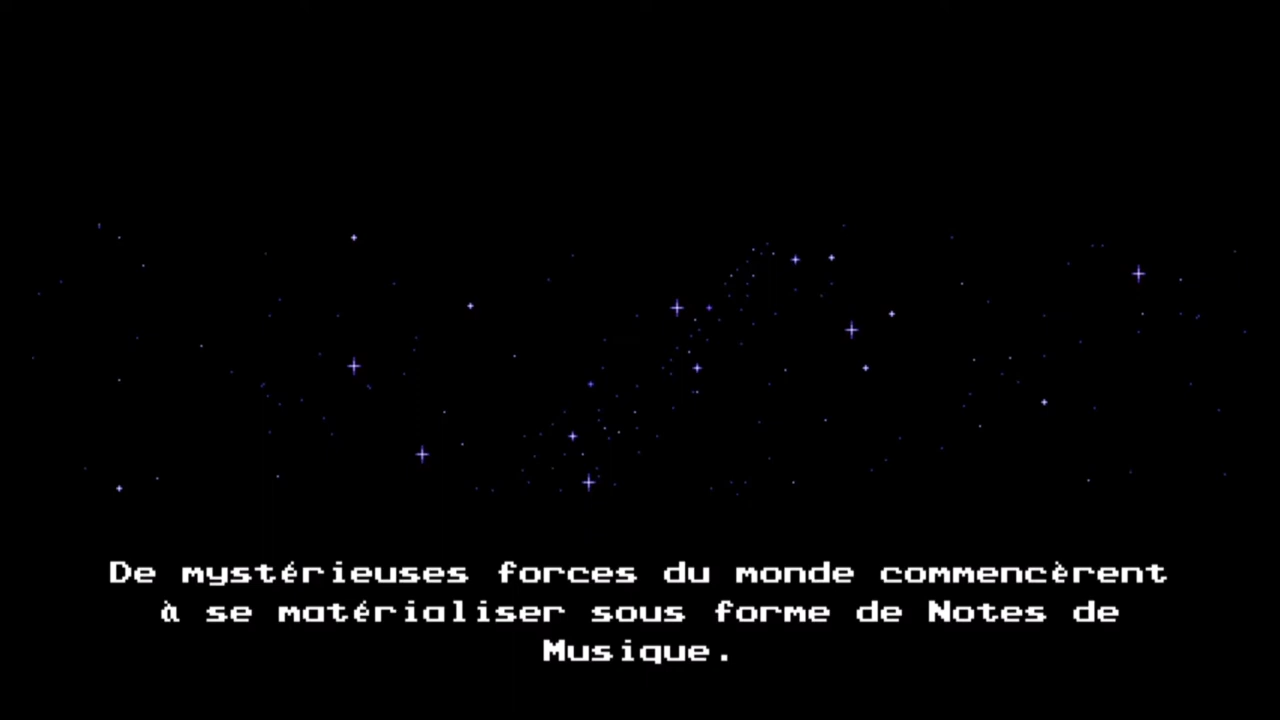 De mystérieuses forces du monde commencèrent
à se matérialiser sous forme de Notes de
Musique.